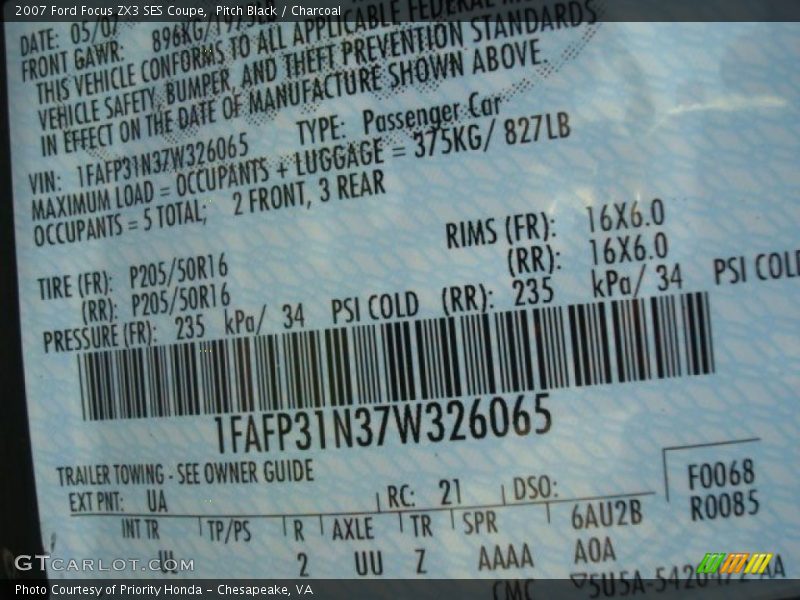 2007 Ford Focus ZX3 SES Coupe, Pitch Black / Charcoal
DATE: 05/07
FRONT GAWR: 896KG/
THIS VEHICLE CONFORMS TO ALL APPLICABLE FEDERAL
VEHICLE SAFETY, BUMPER, AND THEFT PREVENTION STANDARDS
IN EFFECT ON THE DATE OF MANUFACTURE SHOWN ABOVE.
VIN: 1FAFP31N37W326065 TYPE: Passenger Car
MAXIMUM LOAD = OCCUPANTS + LUGGAGE = 375KG/ 827LB
OCCUPANTS = 5 TOTAL; 2 FRONT, 3 REAR
RIMS (FR): 16X6.0
TIRE (FR): P205/50R16 (RR): 16X6.0
(RR): P205/50R16
PRESSURE (FR): 235 kPa/ 34 PSI COLD (RR): 235 kPa/ 34 PSI COLD
1FAFP31N37W326065
TRAILER TOWING - SEE OWNER GUIDE
EXT PNT: UA RC: 21 DSO: F0068
R0085
INT TR TP/PS R AXLE TR SPR 6AU2B
UL 2 UU Z AAAA A0A
CMC
GTCARLOT.COM
Photo Courtesy of Priority Honda - Chesapeake, VA